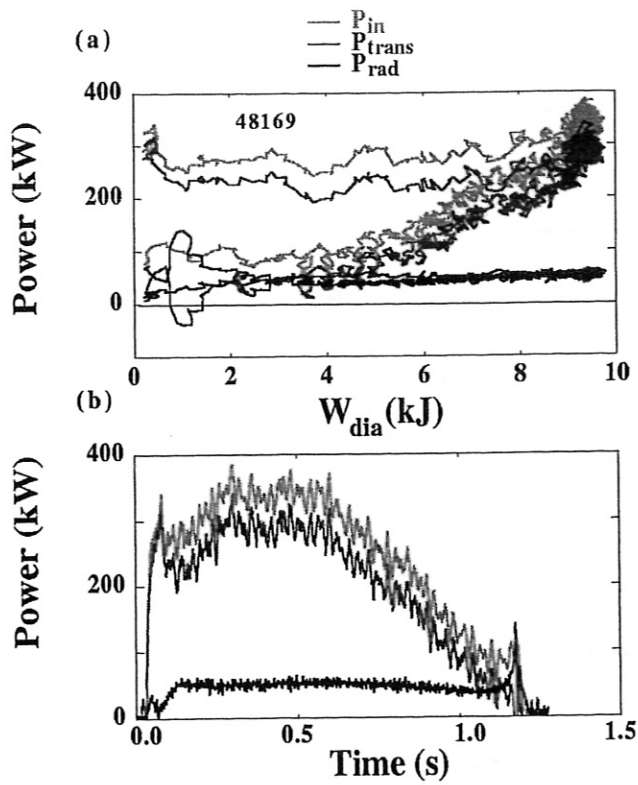 P_in
P_trans
P_rad
(a)
48169
Power (kW)
400
200
0
0 2 4 6 8 10
W_dia (kJ)
(b)
Power (kW)
400
200
0
0.0 0.5 1.0 1.5
Time (s)